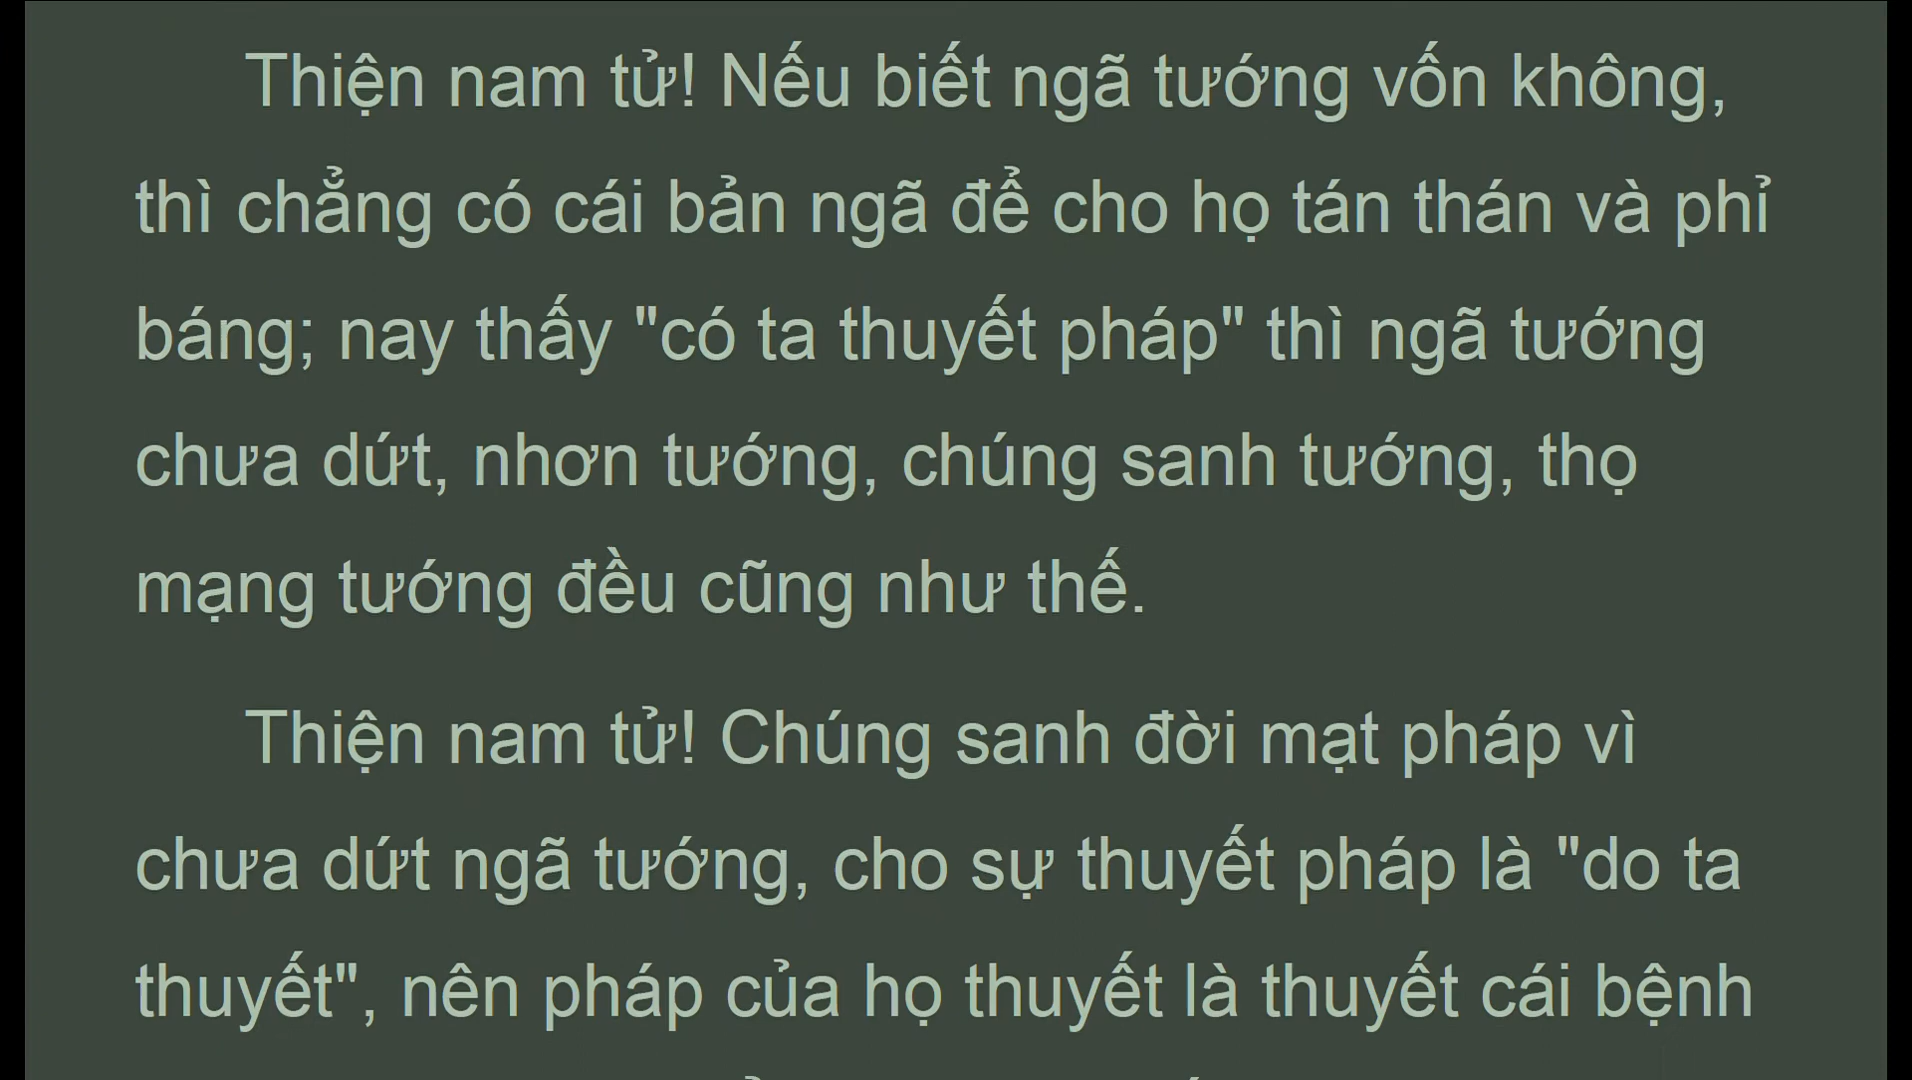 Thiện nam tử! Nếu biết ngã tướng vốn không,
thì chẳng có cái bản ngã để cho họ tán thán và phỉ
báng; nay thấy "có ta thuyết pháp" thì ngã tướng
chưa dứt, nhơn tướng, chúng sanh tướng, thọ
mạng tướng đều cũng như thế.
Thiện nam tử! Chúng sanh đời mạt pháp vì
chưa dứt ngã tướng, cho sự thuyết pháp là "do ta
thuyết", nên pháp của họ thuyết là thuyết cái bệnh